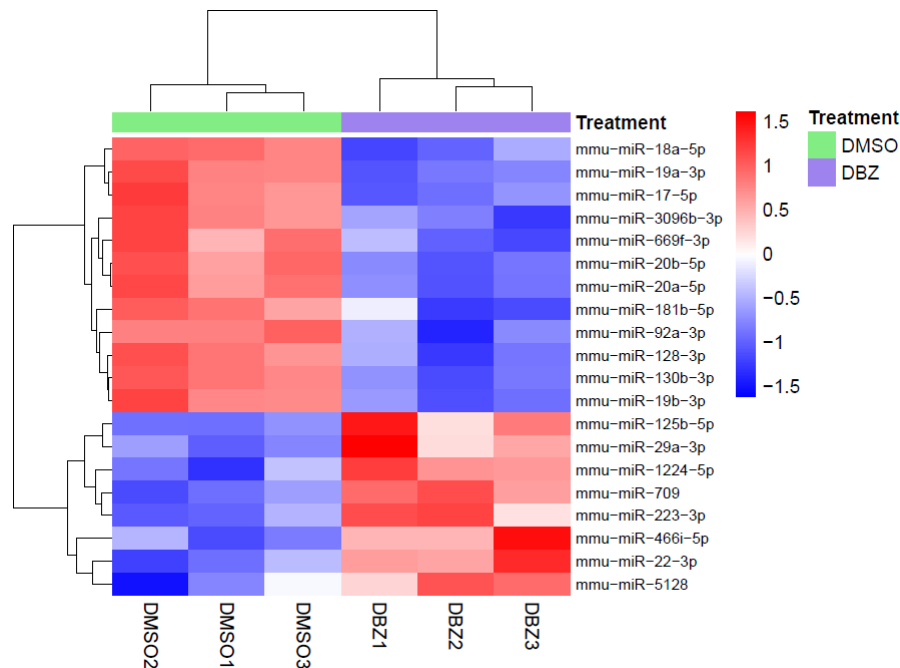 Treatment
mmu-miR-18a-5p
mmu-miR-19a-3p
mmu-miR-17-5p
mmu-miR-3096b-3p
mmu-miR-669f-3p
mmu-miR-20b-5p
mmu-miR-20a-5p
mmu-miR-181b-5p
mmu-miR-92a-3p
mmu-miR-128-3p
mmu-miR-130b-3p
mmu-miR-19b-3p
mmu-miR-125b-5p
mmu-miR-29a-3p
mmu-miR-1224-5p
mmu-miR-709
mmu-miR-223-3p
mmu-miR-466i-5p
mmu-miR-22-3p
mmu-miR-5128
DMSO2
DMSO1
DMSO3
DBZ1
DBZ2
DBZ3
1.5
1
0.5
0
−0.5
−1
−1.5
Treatment
DMSO
DBZ